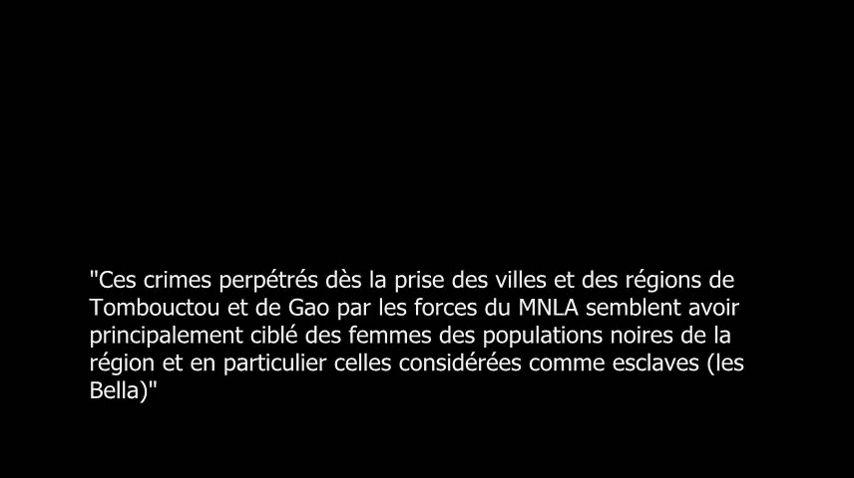 "Ces crimes perpétrés dès la prise des villes et des régions de
Tombouctou et de Gao par les forces du MNLA semblent avoir
principalement ciblé des femmes des populations noires de la
région et en particulier celles considérées comme esclaves (les
Bella)"